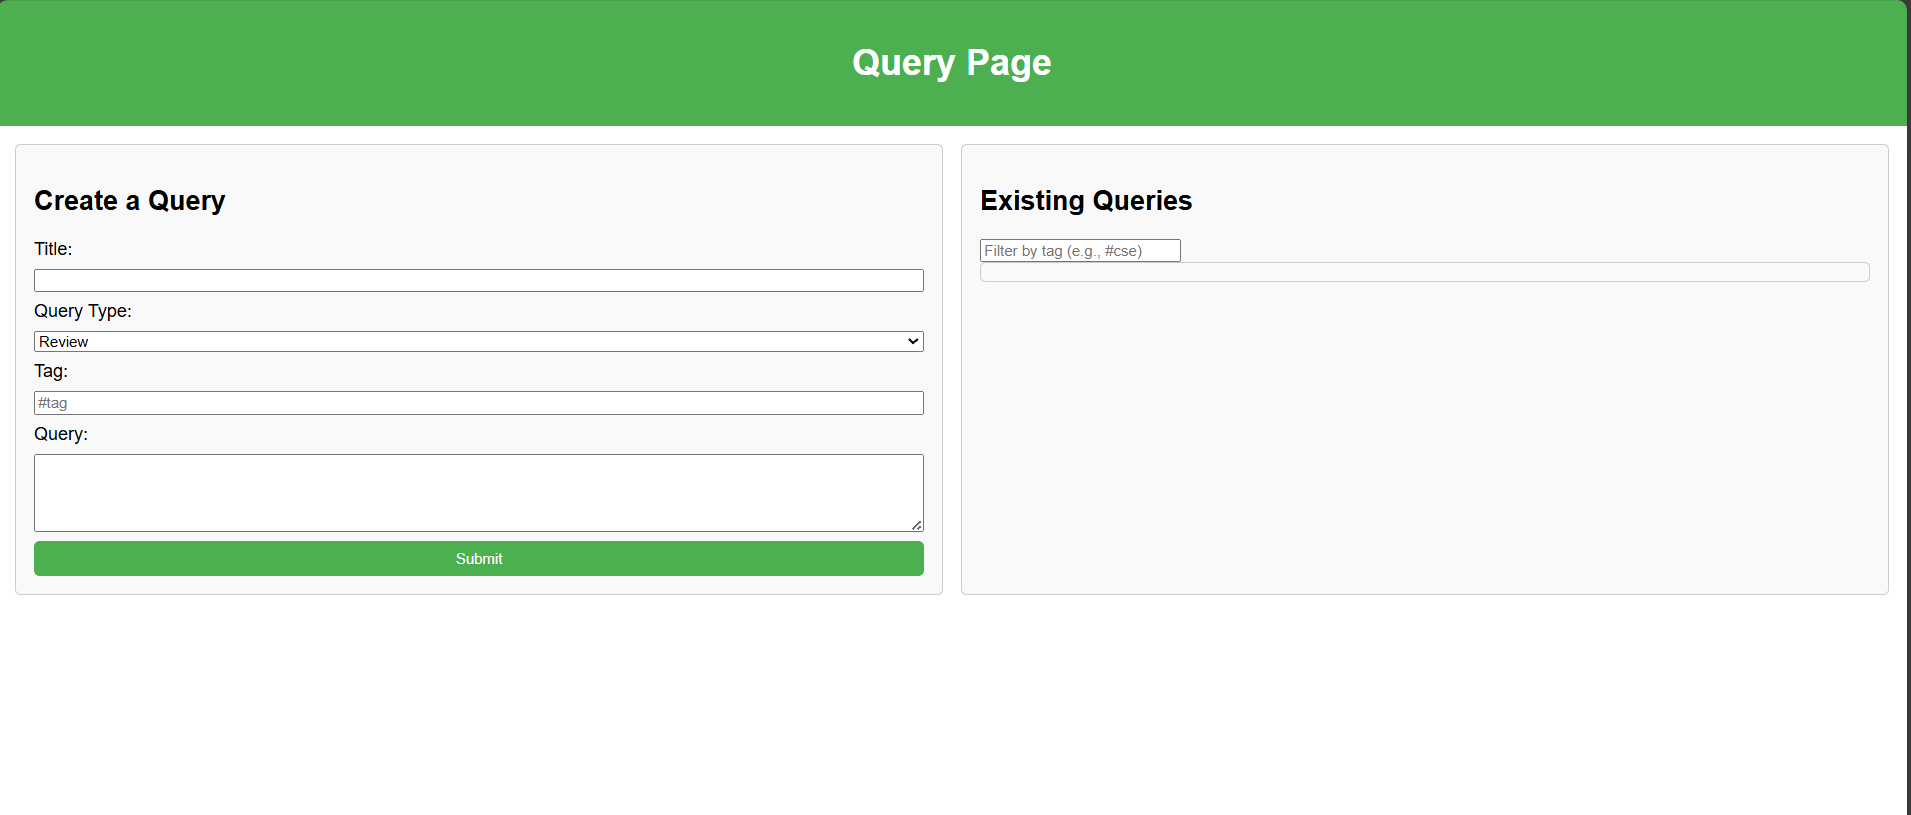 Query Page
Create a Query
Title:
Query Type:
Review
Tag:
#tag
Query:
Submit
Existing Queries
Filter by tag (e.g., #cse)